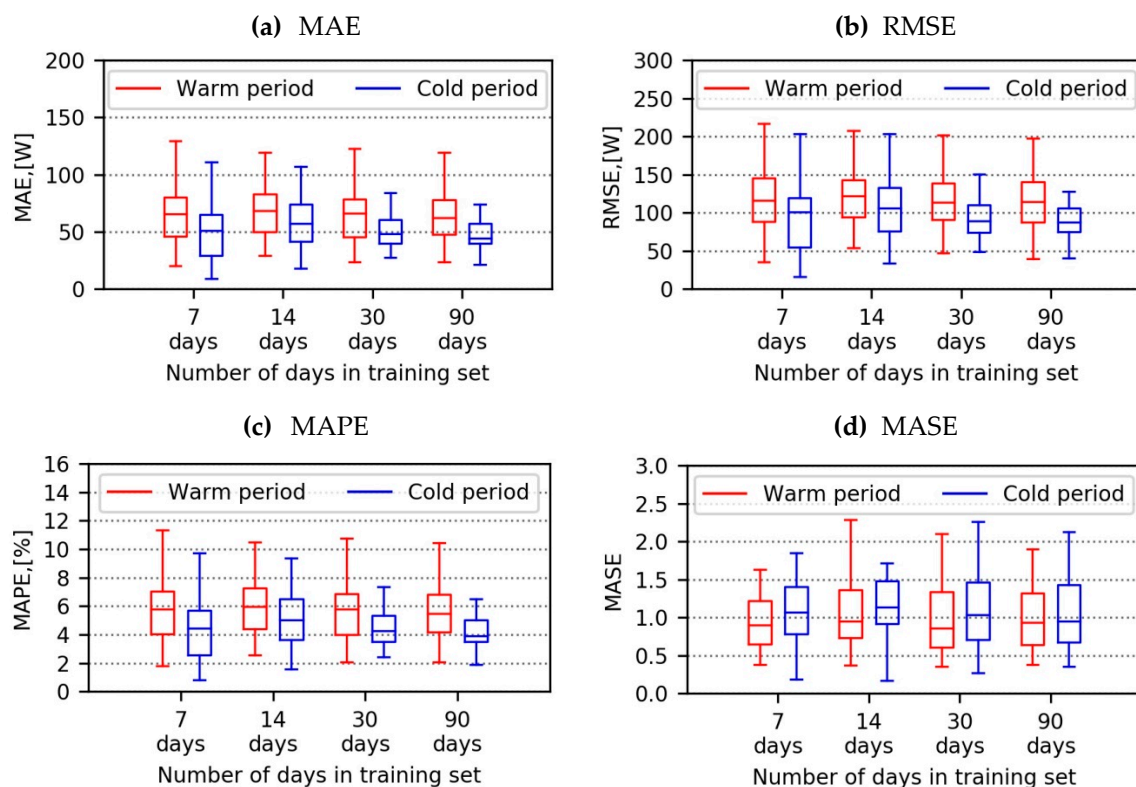 (a) MAE
200
150
100
50
0
MAE,[W]
Warm period Cold period
7 14 30 90
days days days days
Number of days in training set
(b) RMSE
300
250
200
150
100
50
0
RMSE,[W]
Warm period Cold period
7 14 30 90
days days days days
Number of days in training set
(c) MAPE
16
14
12
10
8
6
4
2
0
MAPE,[%]
Warm period Cold period
7 14 30 90
days days days days
Number of days in training set
(d) MASE
3.0
2.5
2.0
1.5
1.0
0.5
0.0
MASE
Warm period Cold period
7 14 30 90
days days days days
Number of days in training set